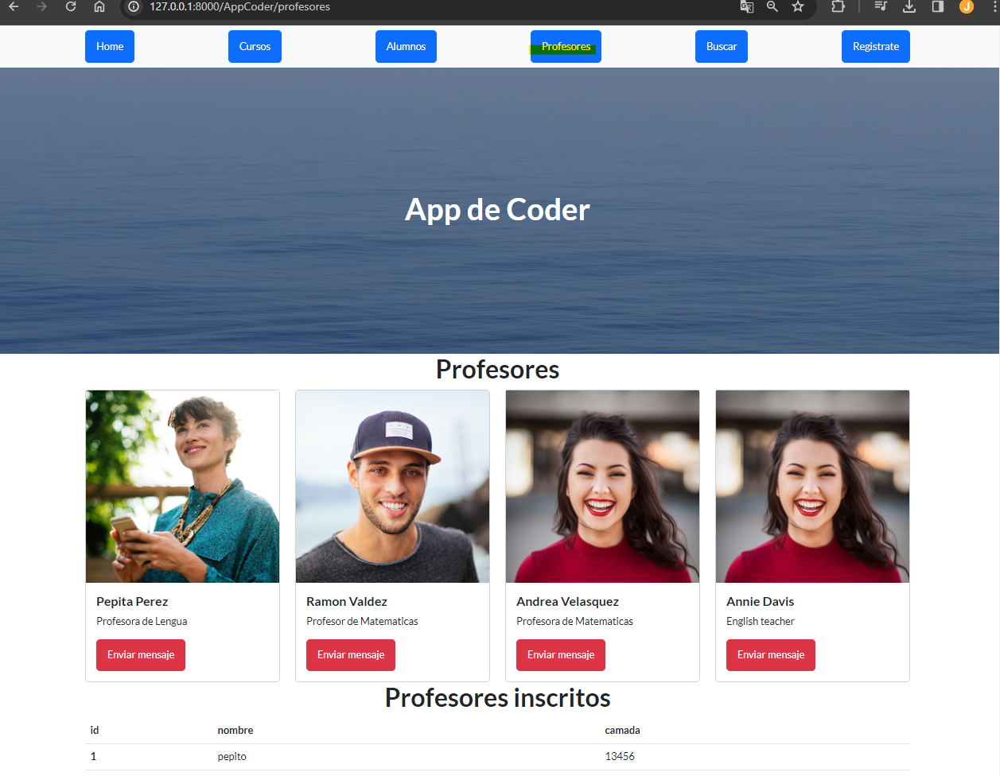 127.0.0.1:8000/AppCoder/profesores
J
Home Cursos Alumnos Profesores Buscar Registrate
App de Coder
Profesores
Pepita Perez Ramon Valdez Andrea Velasquez Annie Davis
Profesora de Lengua Profesor de Matematicas Profesora de Matematicas English teacher
Enviar mensaje Enviar mensaje Enviar mensaje Enviar mensaje
Profesores inscritos
id nombre camada
1 pepito 13456